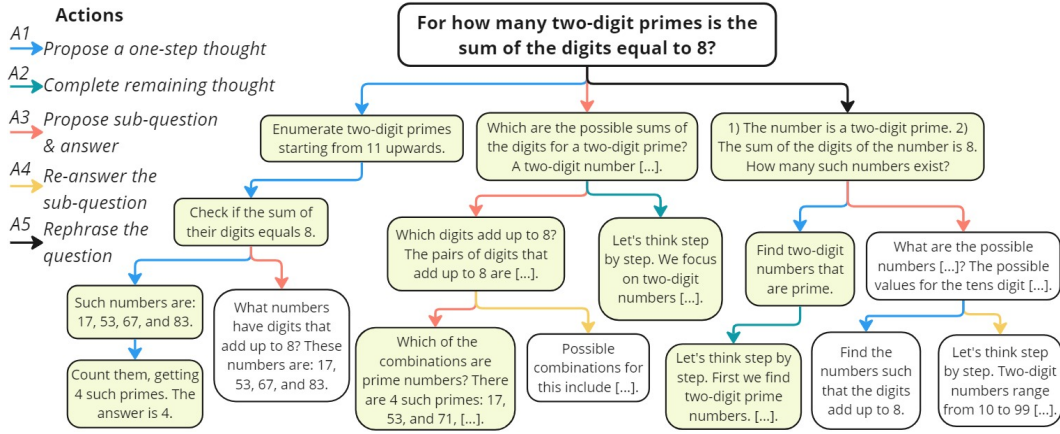 Actions
A1
Propose a one-step thought
A2
Complete remaining thought
A3
Propose sub-question
& answer
A4
Re-answer the
sub-question
A5
Rephrase the
question
For how many two-digit primes is the
sum of the digits equal to 8?
Enumerate two-digit primes
starting from 11 upwards.
Which are the possible sums of
the digits for a two-digit prime?
A two-digit number [...].
1) The number is a two-digit prime. 2)
The sum of the digits of the number is 8.
How many such numbers exist?
Check if the sum of
their digits equals 8.
Which digits add up to 8?
The pairs of digits that
add up to 8 are [...].
Let's think step
by step. We focus
on two-digit
numbers [...].
Find two-digit
numbers that
are prime.
What are the possible
numbers [...]? The possible
values for the tens digit [...].
Such numbers are:
17, 53, 67, and 83.
What numbers
have digits that
add up to 8? These
numbers are: 17,
53, 67, and 83.
Count them, getting
4 such primes. The
answer is 4.
Which of the
combinations are
prime numbers? There
are 4 such primes: 17,
53, and 71, [...].
Possible
combinations for
this include [...].
Let's think step by
step. First we find
two-digit prime
numbers. [...].
Find the
numbers such
that the digits
add up to 8.
Let's think step
by step. Two-digit
numbers range
from 10 to 99 [...].